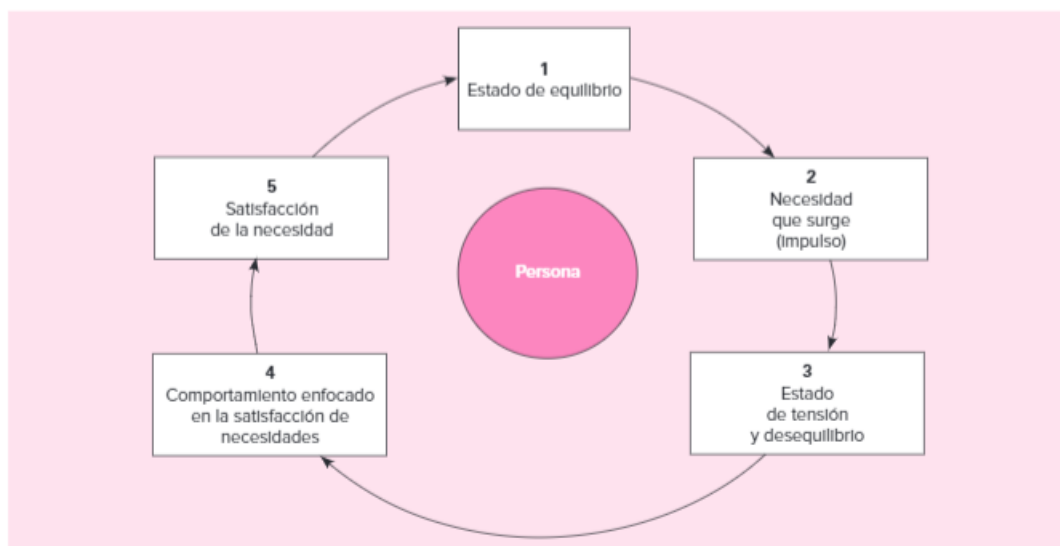 1
Estado de equilibrio
2
Necesidad
que surge
(impulso)
3
Estado
de tensión
y desequilibrio
4
Comportamiento enfocado
en la satisfacción de
necesidades
5
Satisfacción
de la necesidad
Persona